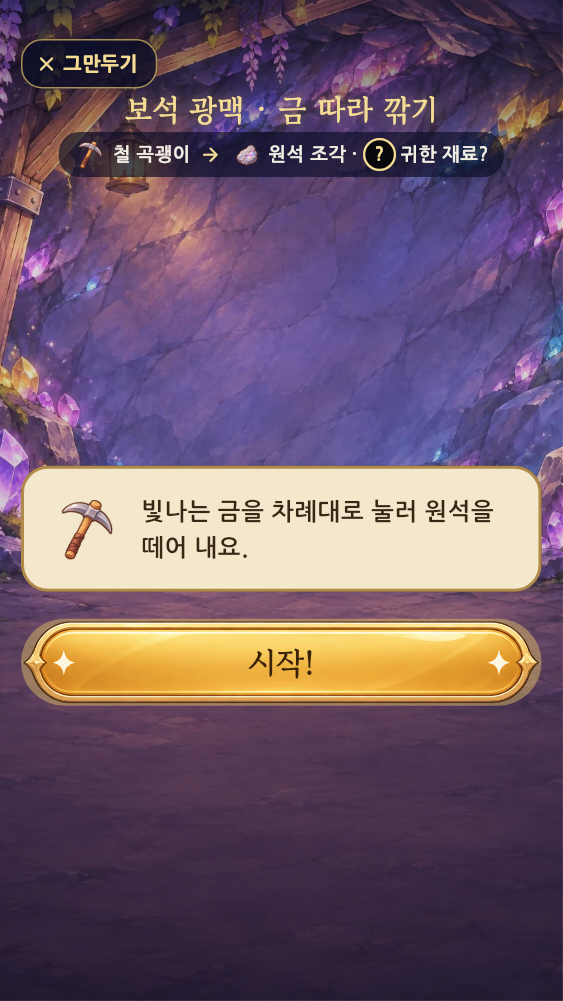 × 그만두기
보석 광맥 · 금 따라 깎기
철 곡괭이 → 원석 조각 · ? 귀한 재료?
빛나는 금을 차례대로 눌러 원석을
떼어 내요.
시작!